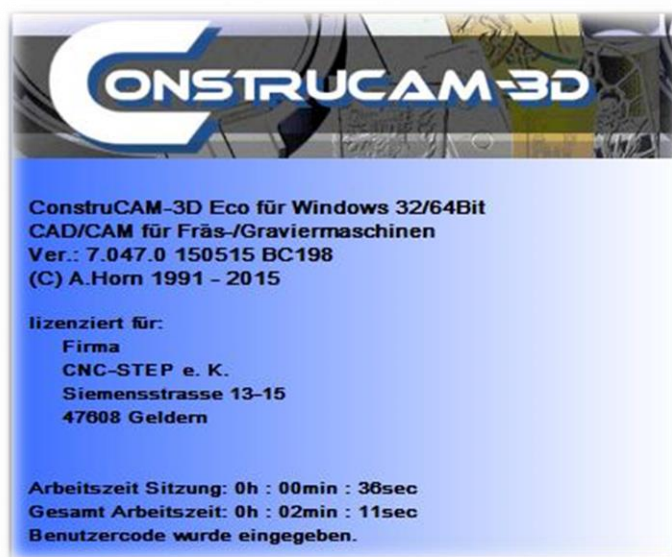 CONSTRUCAM-3D
ConstruCAM-3D Eco für Windows 32/64Bit
CAD/CAM für Fräs-/Graviermaschinen
Ver.: 7.047.0 150515 BC198
(C) A.Horn 1991 - 2015
lizenziert für:
Firma
CNC-STEP e. K.
Siemensstrasse 13-15
47608 Geldern
Arbeitszeit Sitzung: 0h : 00min : 36sec
Gesamt Arbeitszeit: 0h : 02min : 11sec
Benutzercode wurde eingegeben.